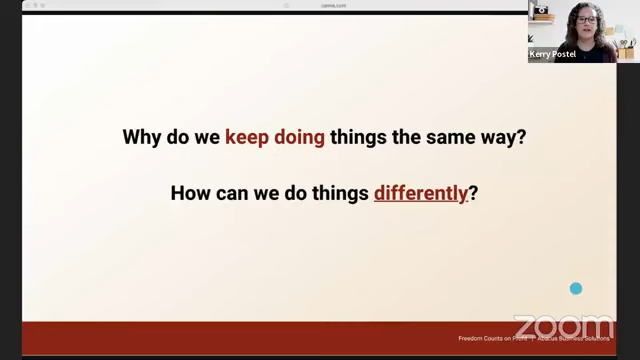 canva.com
Kerry Postel
Why do we keep doing things the same way?
How can we do things differently?
Freedom Counts on Profit | Abacus Business Solutions
zoom